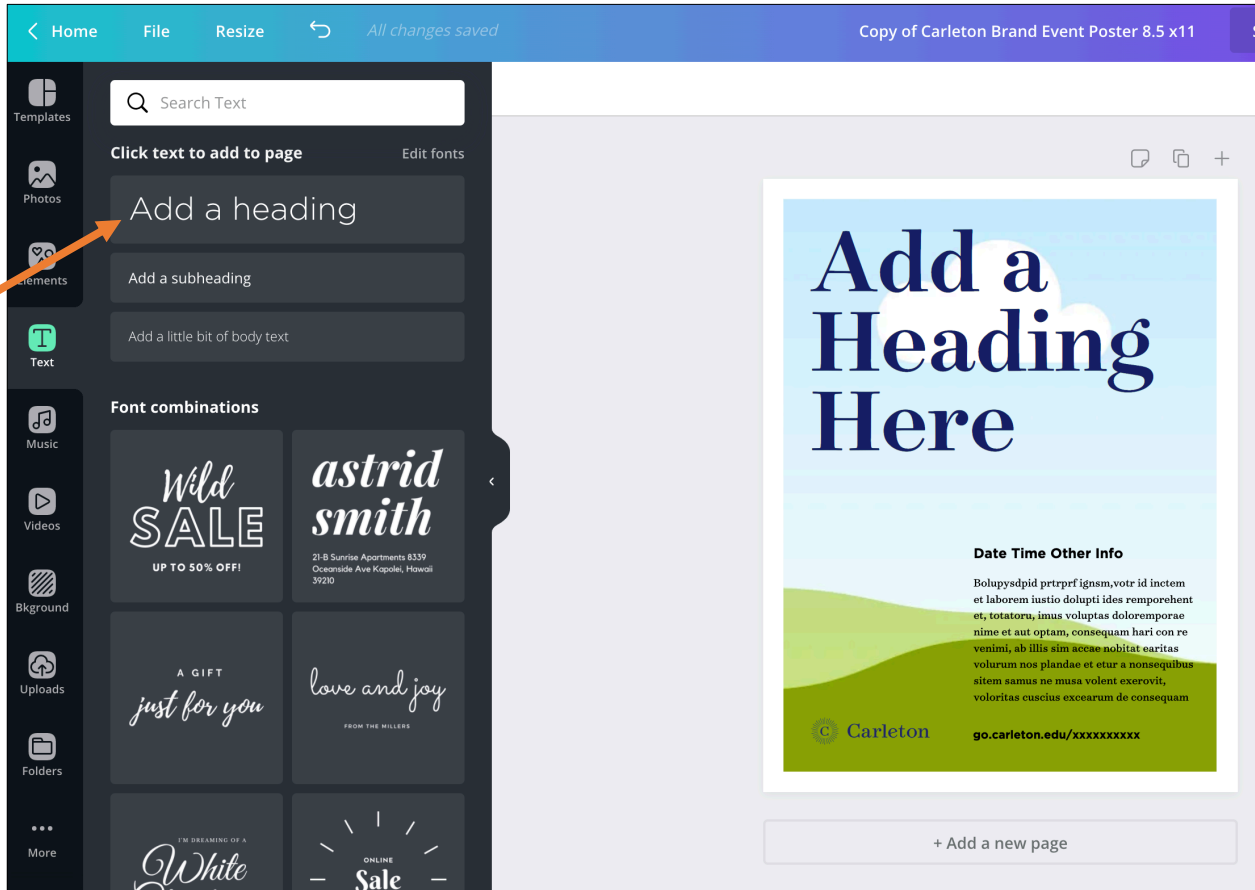 Home File Resize All changes saved Copy of Carleton Brand Event Poster 8.5 x11
Templates
Photos
Elements
Text
Music
Videos
Bkground
Uploads
Folders
More
Search Text
Click text to add to page Edit fonts
Add a heading
Add a subheading
Add a little bit of body text
Font combinations
Wild
SALE
UP TO 50% OFF!
astrid
smith
21-B Sunrise Apartments 8339
Oceanside Ave Kapolei, Hawaii
39210
A GIFT
just for you
love and joy
FROM THE MILLERS
I'M DREAMING OF A
White
ONLINE
Sale
Add a
Heading
Here
Date Time Other Info
Bolupysdpid prtrprf ignsm,votr id inctem
et laborem iustio dolupti ides remporehent
et, totatoru, imus voluptas doloremporae
nime et aut optam, consequam hari con re
venimi, ab illis sim accae nobitat earitas
volurum nos plandae et etur a nonsequibus
sitem samus ne musa volent exerovit,
voloritas cuscius excearum de consequam
C Carleton
go.carleton.edu/xxxxxxxxxx
+ Add a new page